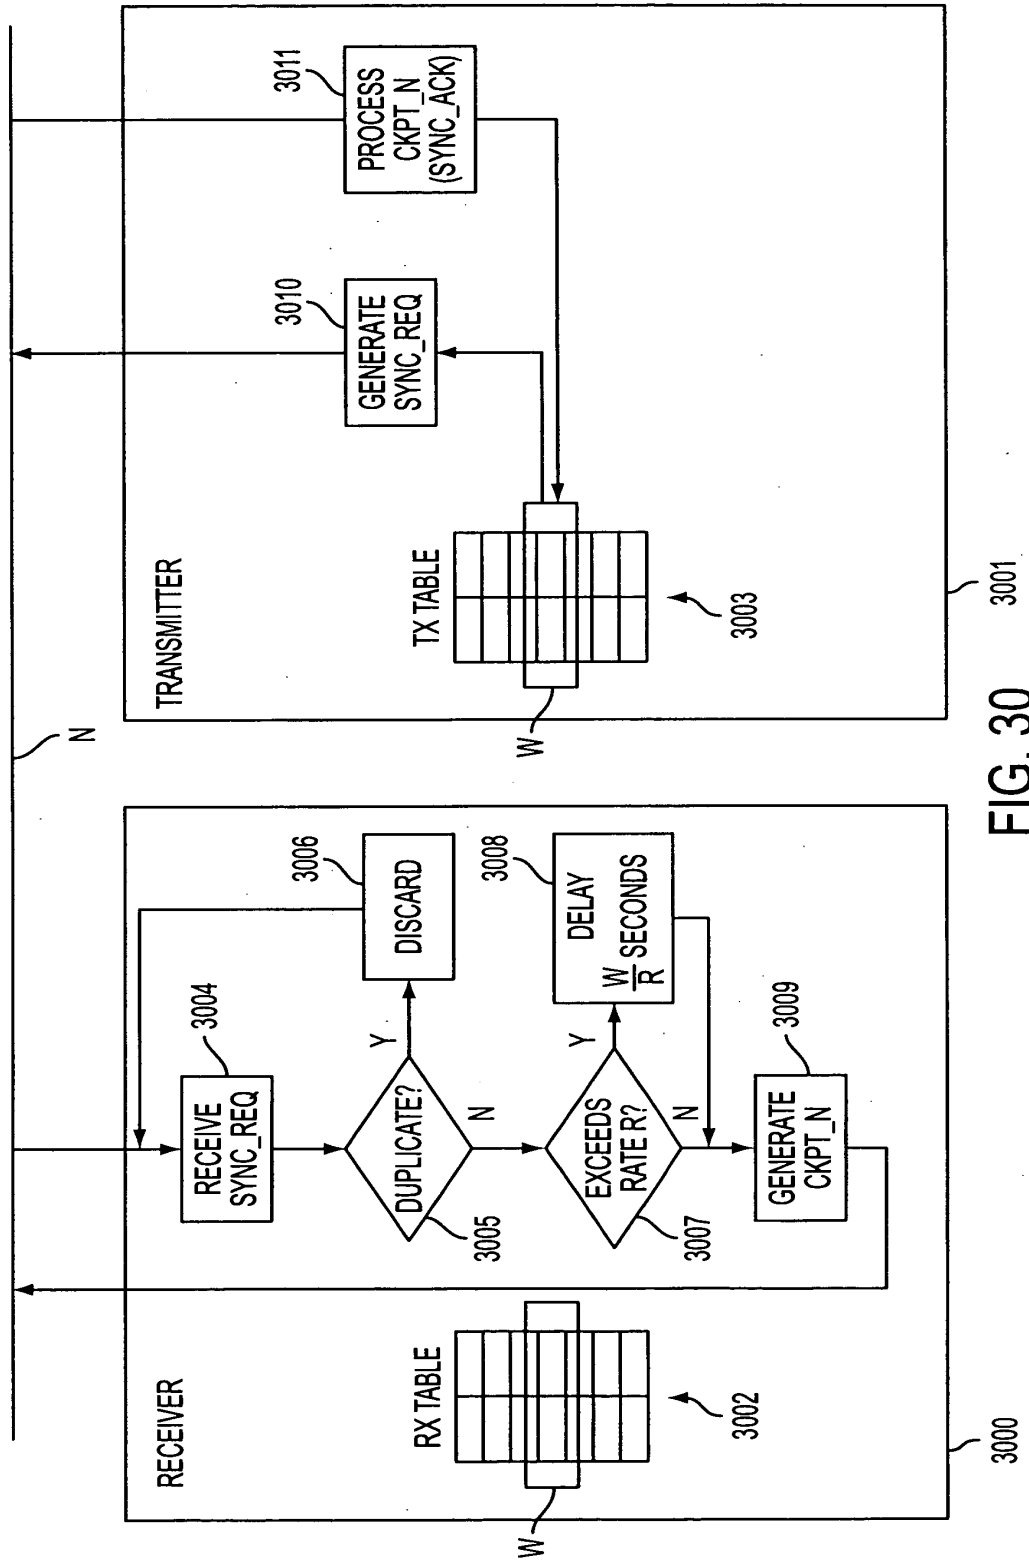 N
RECEIVER
RX TABLE
W
3002
3000
RECEIVE
SYNC_REQ
3004
DUPLICATE?
3005
Y
N
DISCARD
3006
EXCEEDS
RATE R?
3007
Y
N
DELAY
W
R
SECONDS
3008
GENERATE
CKPT_N
3009
TRANSMITTER
TX TABLE
W
3003
3001
GENERATE
SYNC_REQ
3010
PROCESS
CKPT_N
(SYNC_ACK)
3011
FIG. 30